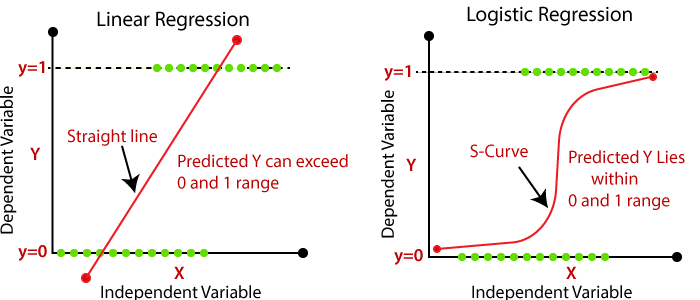 Linear Regression
y=1
Dependent Variable
Y
Straight line
Predicted Y can exceed
0 and 1 range
y=0
X
Independent Variable
Logistic Regression
y=1
Dependent Variable
Y
S-Curve
Predicted Y Lies
within
0 and 1 range
y=0
X
Independent Variable